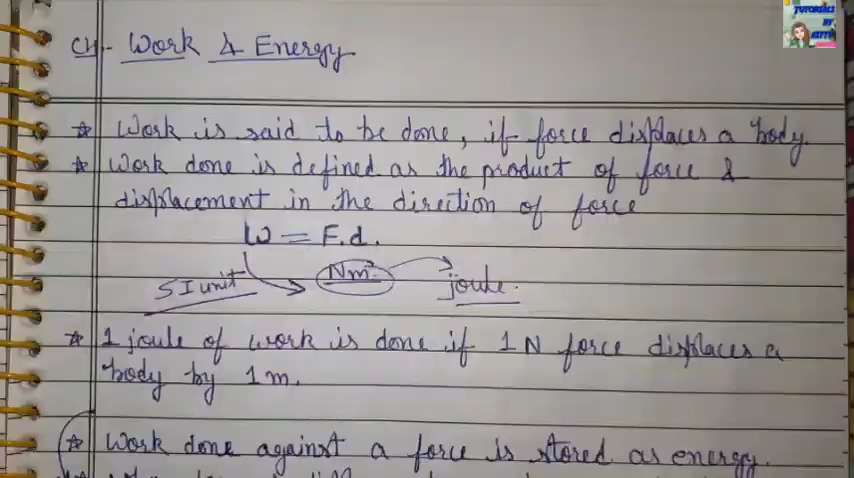 TUTORIALS
BY
CH- Work & Energy
☆ Work is said to be done, if force displaces a body.
☆ Work done is defined as the product of force &
displacement in the direction of force
W = F.d.
SI unit Nm joule.
☆ 1 joule of work is done if 1N force displaces a
body by 1m.
☆ Work done against a force is stored as energy.